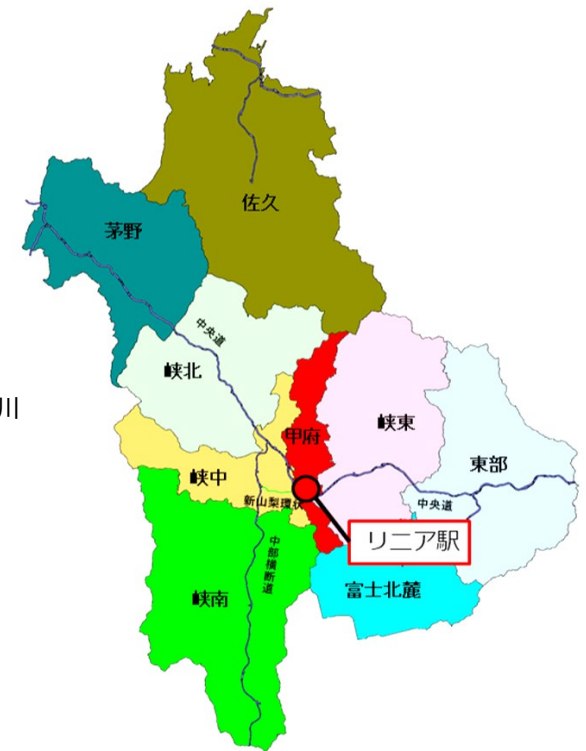 佐久
茅野
中央道
峡北
川
甲府
峡東
東部
峡中
新山梨環状
中央道
リニア駅
中部横断道
富士北麓
峡南